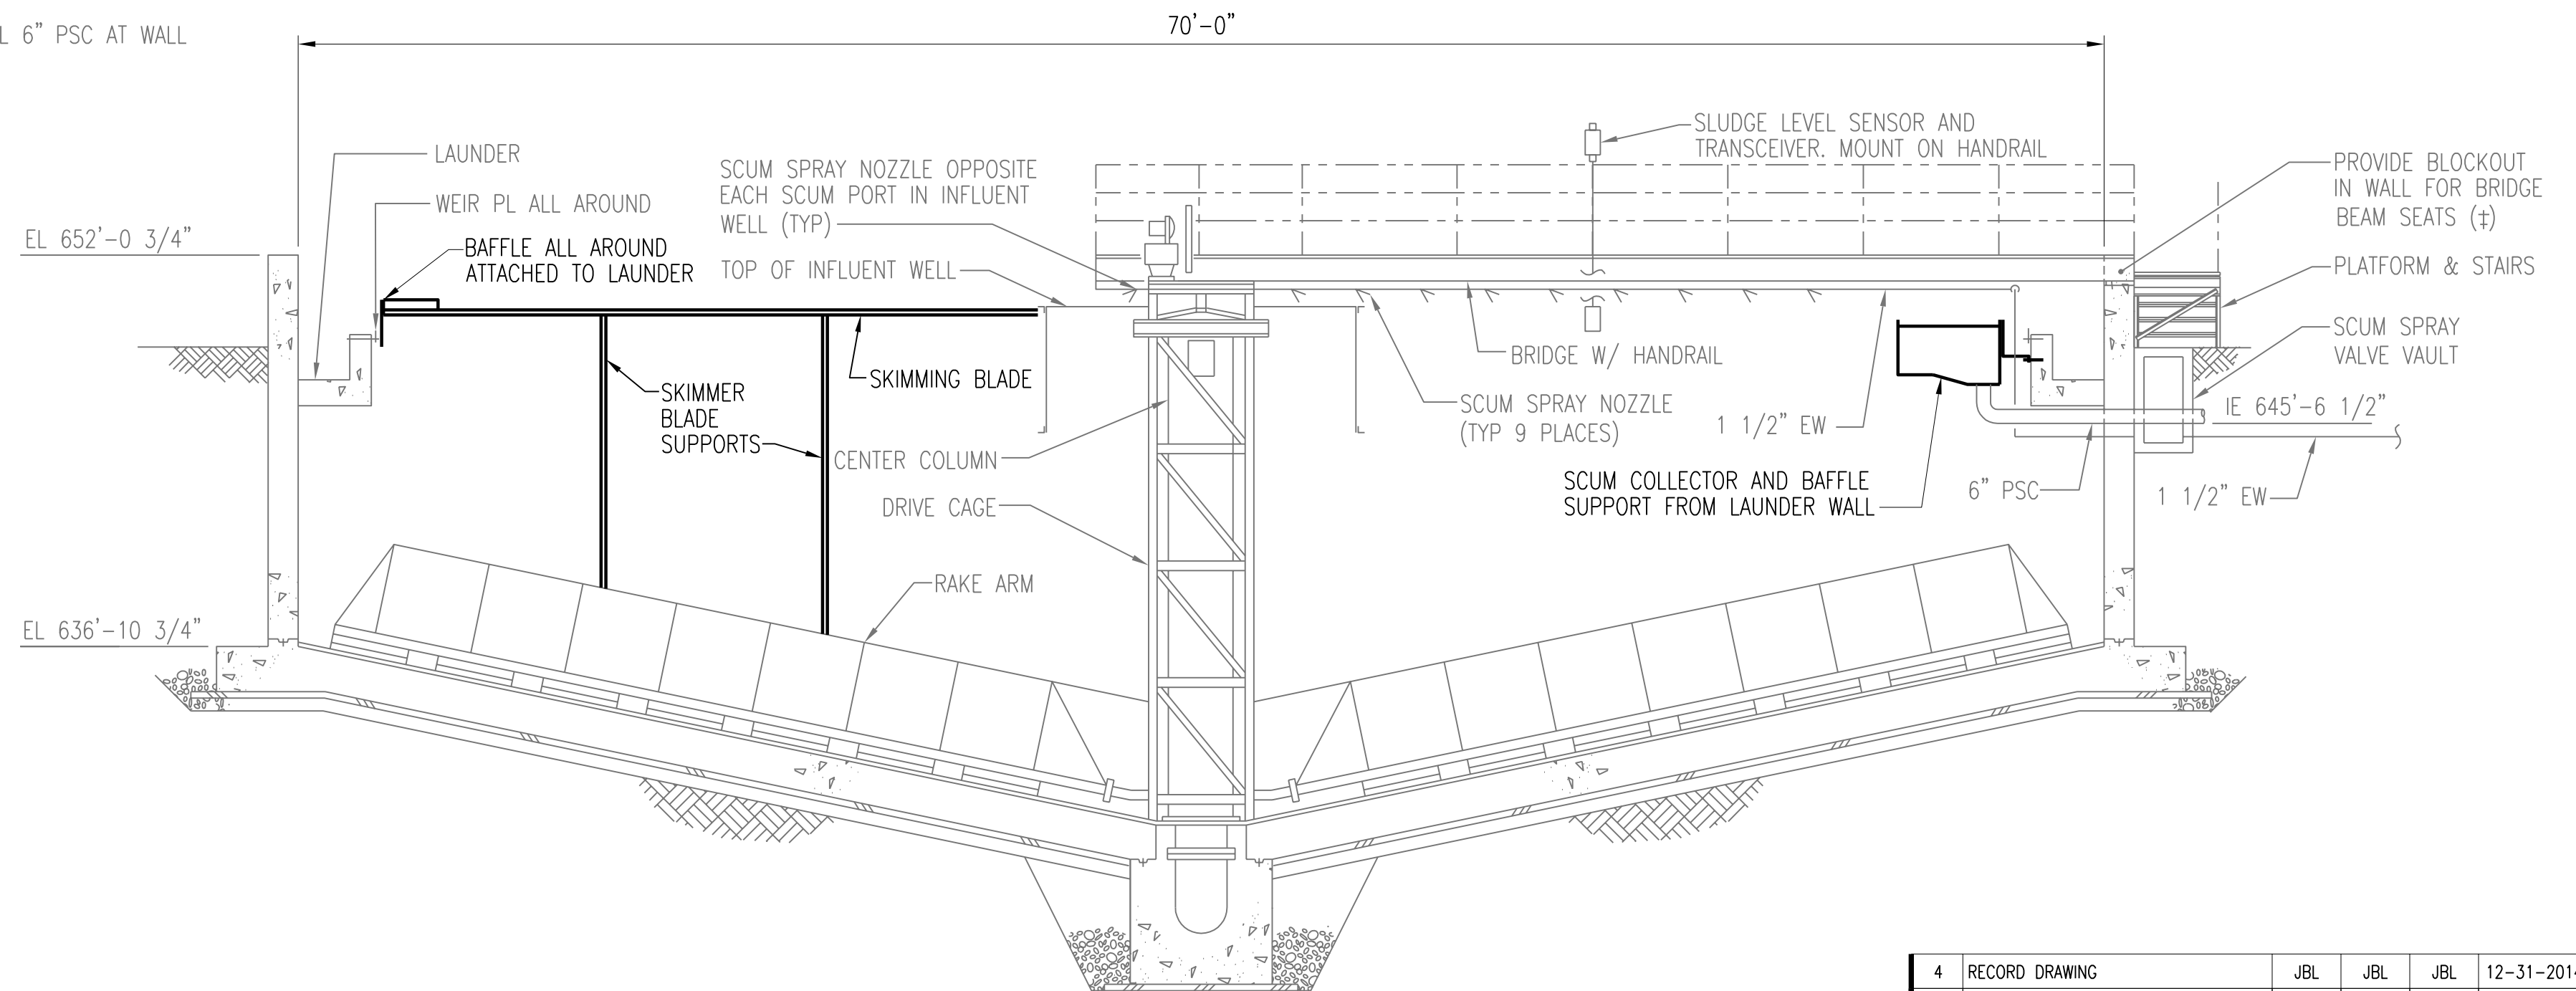 L 6" PSC AT WALL
70'-0"
SLUDGE LEVEL SENSOR AND
TRANSCEIVER. MOUNT ON HANDRAIL
LAUNDER
SCUM SPRAY NOZZLE OPPOSITE
EACH SCUM PORT IN INFLUENT
WELL (TYP)
PROVIDE BLOCKOUT
IN WALL FOR BRIDGE
BEAM SEATS (‡)
WEIR PL ALL AROUND
EL 652'-0 3/4"
BAFFLE ALL AROUND
ATTACHED TO LAUNDER
TOP OF INFLUENT WELL
PLATFORM & STAIRS
SCUM SPRAY
VALVE VAULT
BRIDGE W/ HANDRAIL
SKIMMING BLADE
SKIMMER
BLADE
SUPPORTS
SCUM SPRAY NOZZLE
(TYP 9 PLACES)
1 1/2" EW
IE 645'-6 1/2"
CENTER COLUMN
SCUM COLLECTOR AND BAFFLE
SUPPORT FROM LAUNDER WALL
6" PSC
1 1/2" EW
DRIVE CAGE
RAKE ARM
EL 636'-10 3/4"
4 RECORD DRAWING JBL JBL JBL 12-31-2014